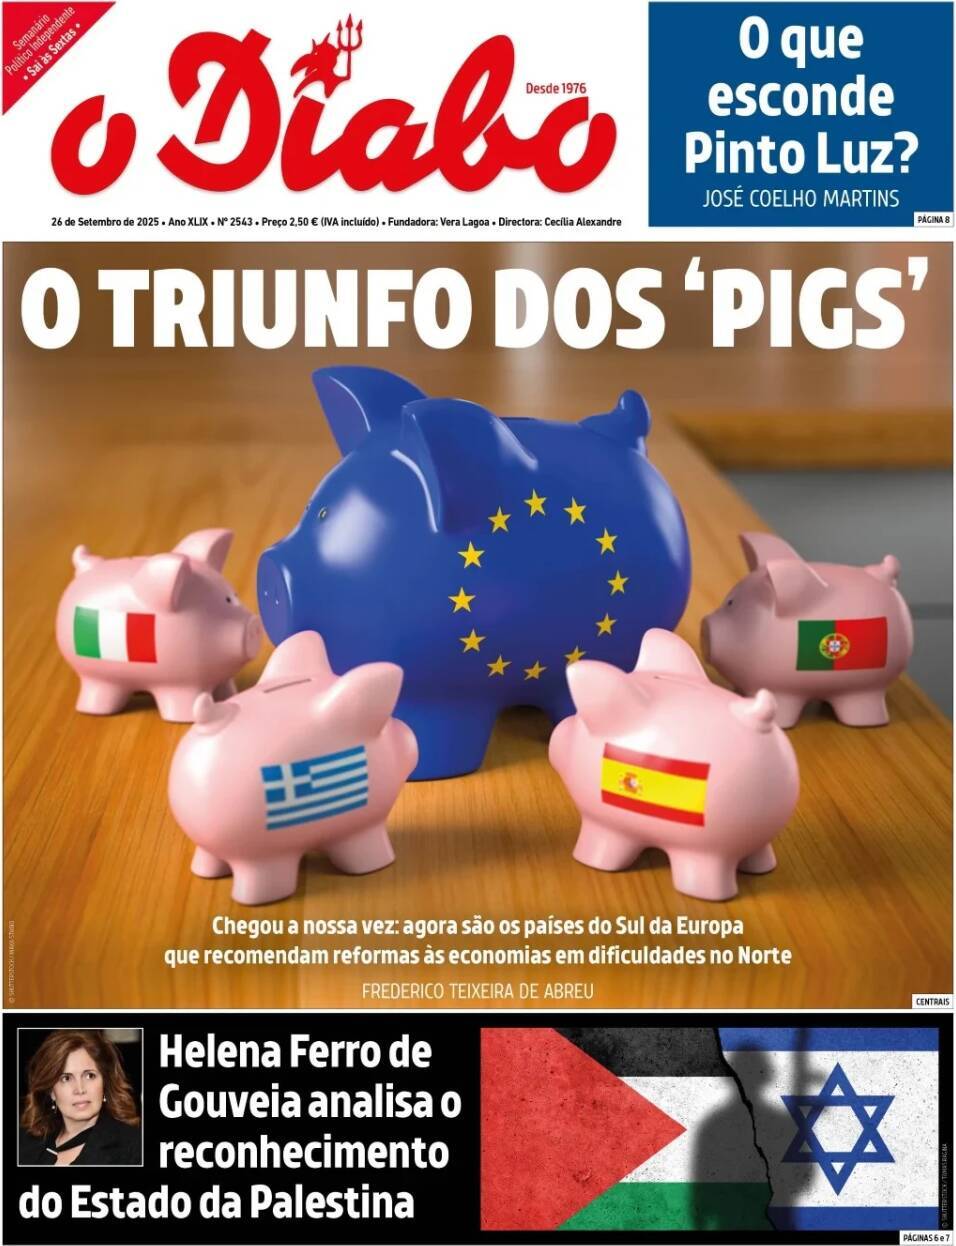 Semanário
Político Independente
• Sai às Sextas •
o Diabo
Desde 1976
26 de Setembro de 2025 • Ano XLIX • Nº 2543 • Preço 2,50 € (IVA incluído) • Fundadora: Vera Lagoa • Directora: Cecília Alexandre
O que
esconde
Pinto Luz?
JOSÉ COELHO MARTINS
PÁGINA 8
O TRIUNFO DOS ‘PIGS’
Chegou a nossa vez: agora são os países do Sul da Europa
que recomendam reformas às economias em dificuldades no Norte
FREDERICO TEIXEIRA DE ABREU
CENTRAIS
Helena Ferro de
Gouveia analisa o
reconhecimento
do Estado da Palestina
PÁGINAS 6 e 7